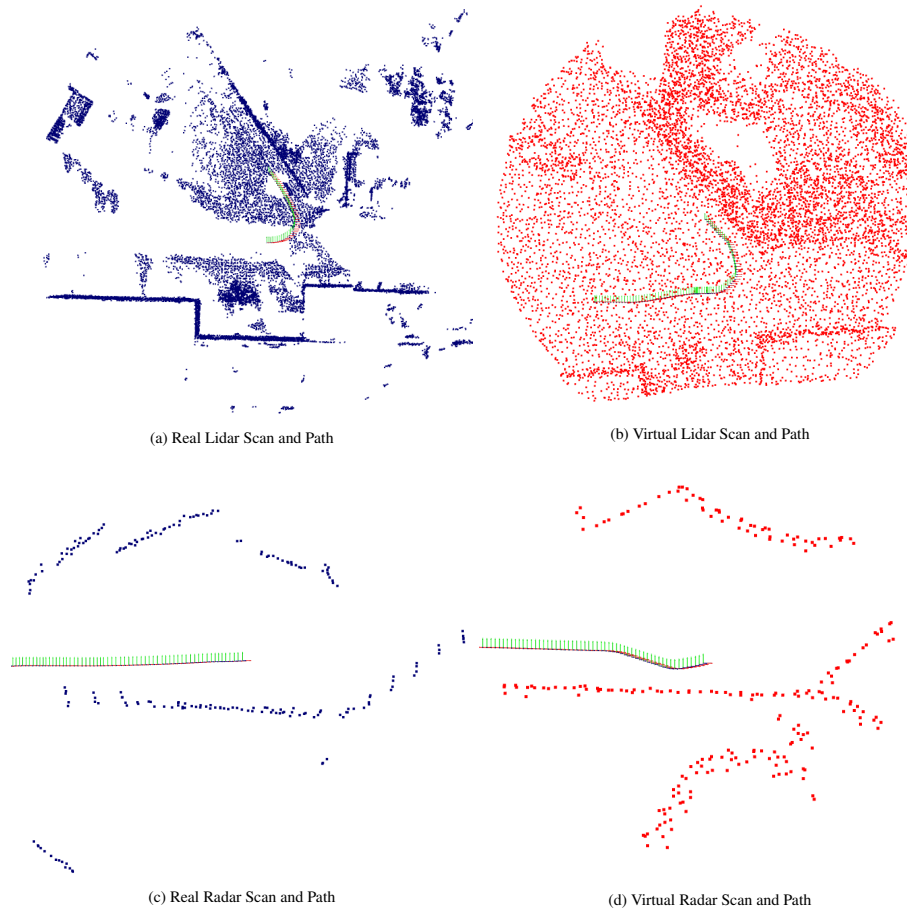 (a) Real Lidar Scan and Path
(b) Virtual Lidar Scan and Path
(c) Real Radar Scan and Path
(d) Virtual Radar Scan and Path